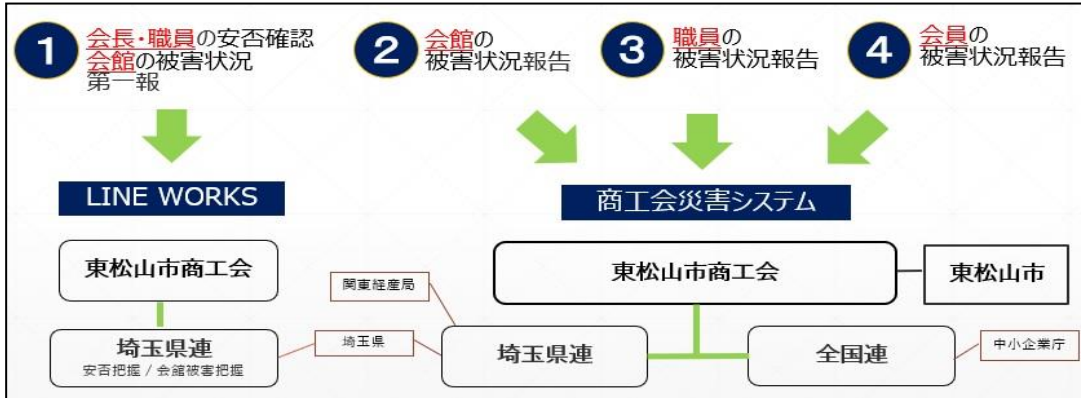 1 会長・職員の安否確認
会館の被害状況
第一報
2 会館の
被害状況報告
3 職員の
被害状況報告
4 会員の
被害状況報告
LINE WORKS
商工会災害システム
東松山市商工会
東松山市商工会
東松山市
関東経産局
埼玉県連
安否把握 / 会館被害把握
埼玉県
埼玉県連
全国連
中小企業庁